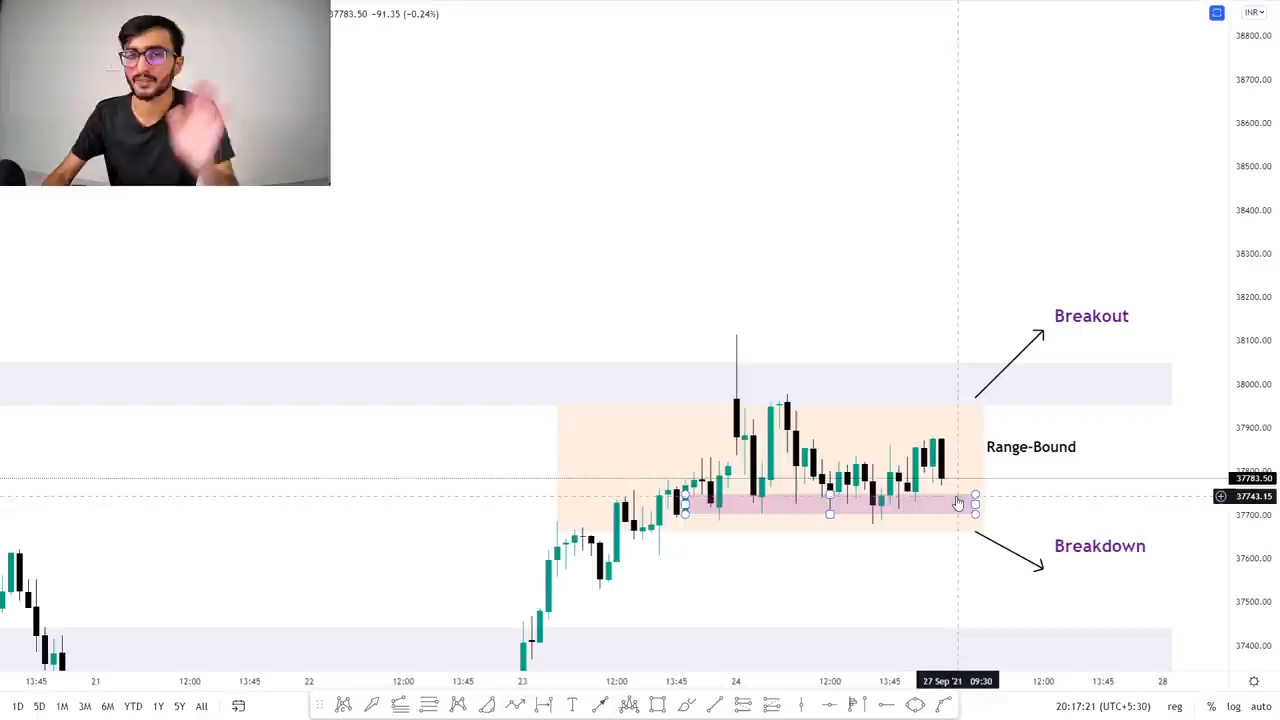 37783.50 −91.35 (−0.24%)
INR
38800.00
38700.00
38600.00
38500.00
38400.00
38300.00
38200.00
Breakout
38100.00
38000.00
37900.00
Range-Bound
37783.50
37743.15
37700.00
Breakdown
37600.00
37500.00
37400.00
13:45 21 12:00 13:45 22 12:00 13:45 23 12:00 13:45 24 12:00 13:45 27 Sep '21 09:30 12:00 13:45 28
1D 5D 1M 3M 6M YTD 1Y 5Y All 20:17:21 (UTC+5:30) reg % log auto